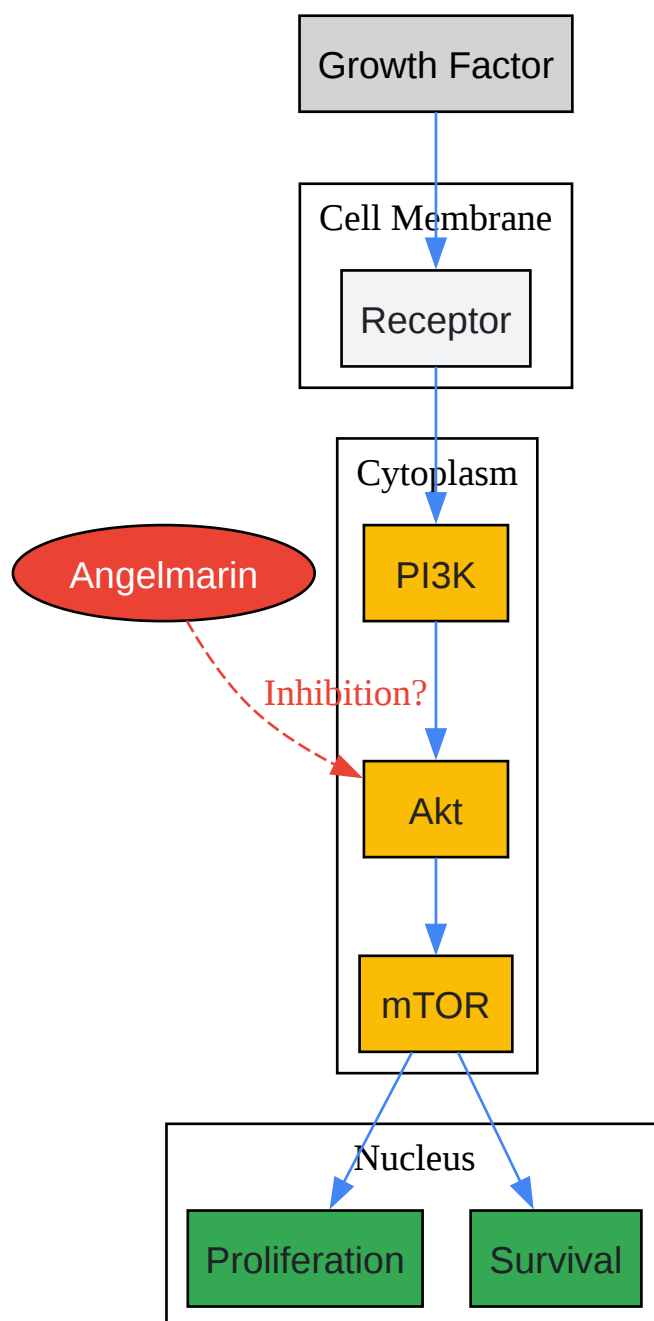 Growth Factor
Cell Membrane
Receptor
Cytoplasm
PI3K
Angelmarin
Inhibition?
Akt
mTOR
Nucleus
Proliferation
Survival